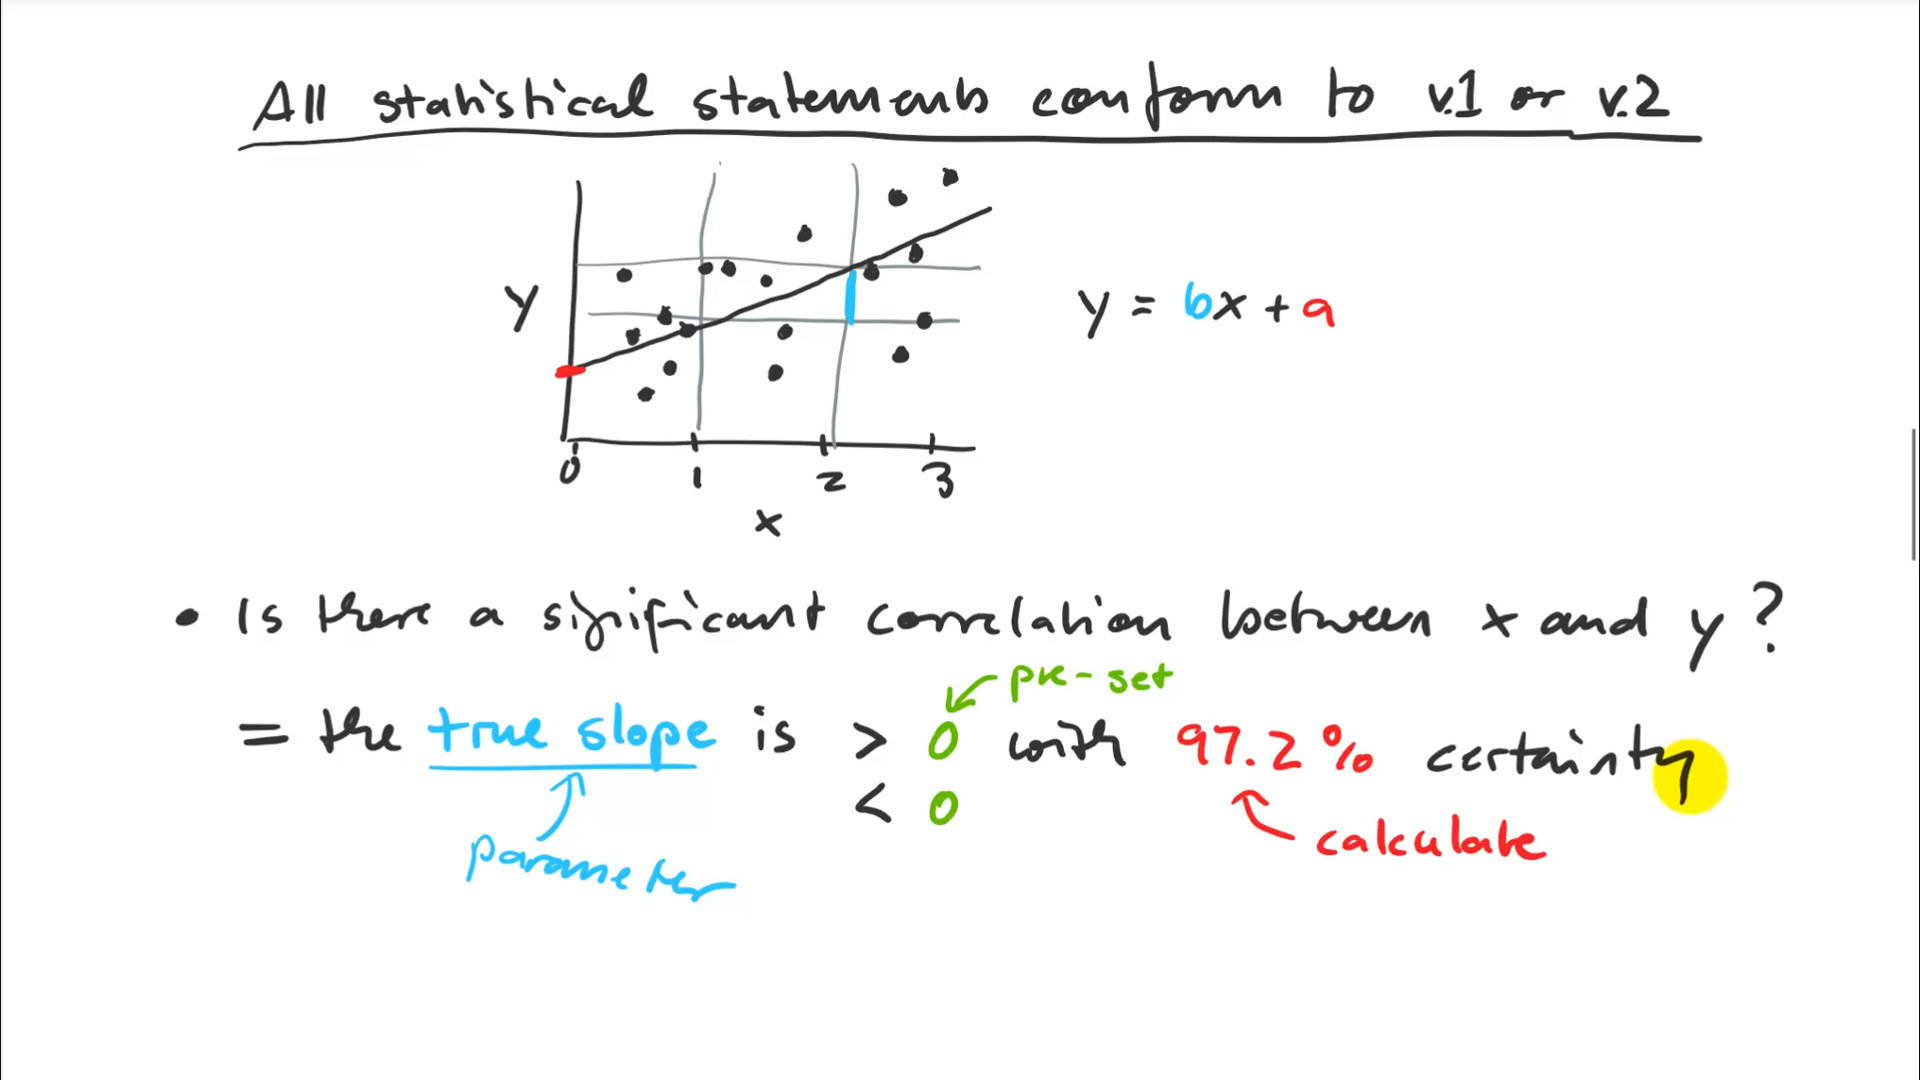 All statistical statements conform to v.1 or v.2
y
y = bx + a
0 1 2 3
x
• Is there a significant correlation between x and y?
pre-set
= the true slope is > 0 with 97.2% certainty
< 0
calculate
parameter